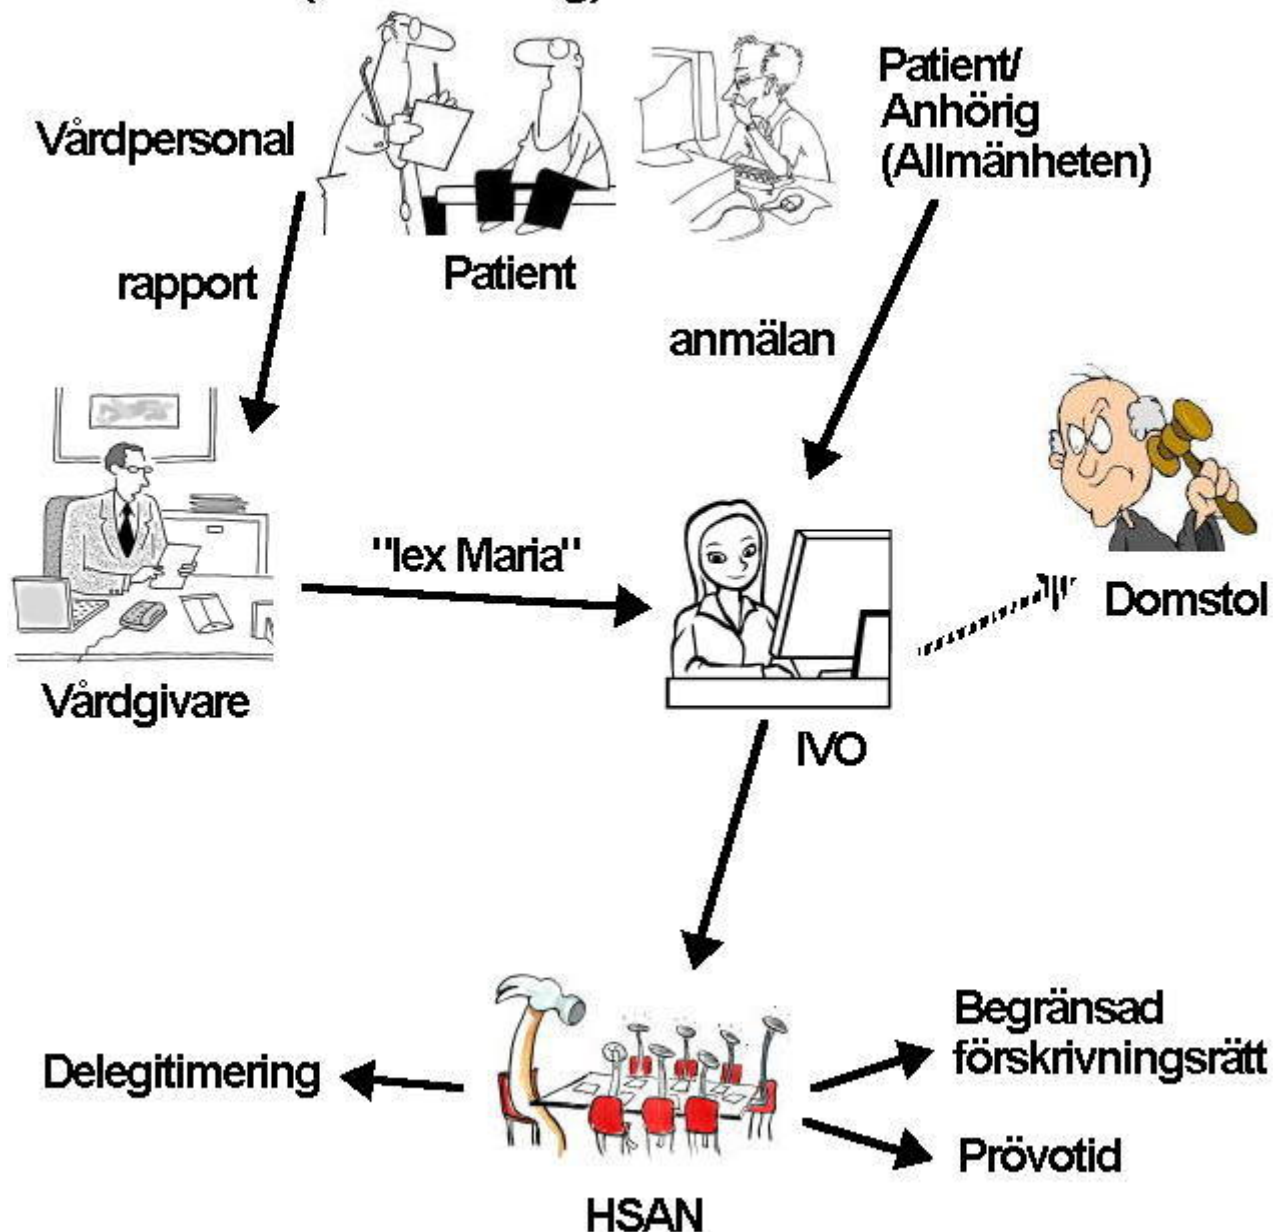 Vårdpersonal
Patient/
Anhörig
(Allmänheten)
rapport
Patient
anmälan
"lex Maria"
Domstol
Vårdgivare
IVO
Delegitimering
Begränsad
förskrivningsrätt
Prövotid
HSAN